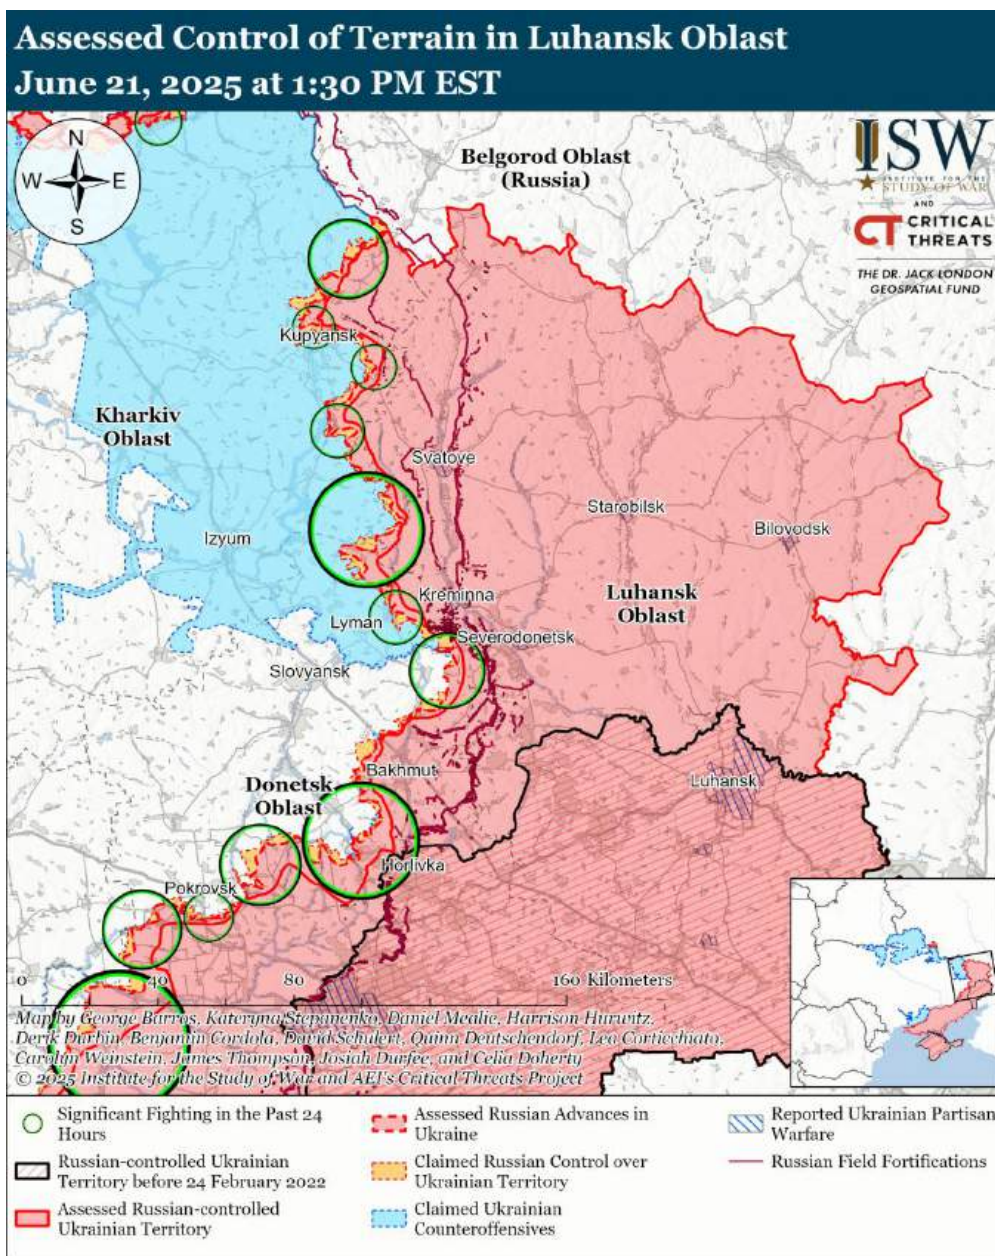 Assessed Control of Terrain in Luhansk Oblast
June 21, 2025 at 1:30 PM EST
N
W
E
S
Belgorod Oblast
(Russia)
ISW
INSTITUTE FOR THE
STUDY OF WAR
AND
CT CRITICAL
THREATS
THE DR. JACK LONDON
GEOSPATIAL FUND
Kupyansk
Kharkiv
Oblast
Svatove
Starobilsk
Bilovodsk
Izyum
Kreminna
Luhansk
Oblast
Lyman
Severodonetsk
Slovyansk
Bakhmut
Luhansk
Donetsk
Oblast
Horlivka
Pokrovsk
0
40
80
160 Kilometers
Map by George Barros, Kateryna Stepanenko, Daniel Mealie, Harrison Hurwitz,
Derik Durbin, Benjamin Cordola, David Schulert, Quinn Deutschendorf, Lea Corticchiato,
Carolyn Weinstein, James Thompson, Josiah Durfee, and Celia Doherty
© 2025 Institute for the Study of War and AEI's Critical Threats Project
Significant Fighting in the Past 24
Hours
Russian-controlled Ukrainian
Territory before 24 February 2022
Assessed Russian-controlled
Ukrainian Territory
Assessed Russian Advances in
Ukraine
Claimed Russian Control over
Ukrainian Territory
Claimed Ukrainian
Counteroffensives
Reported Ukrainian Partisan
Warfare
Russian Field Fortifications